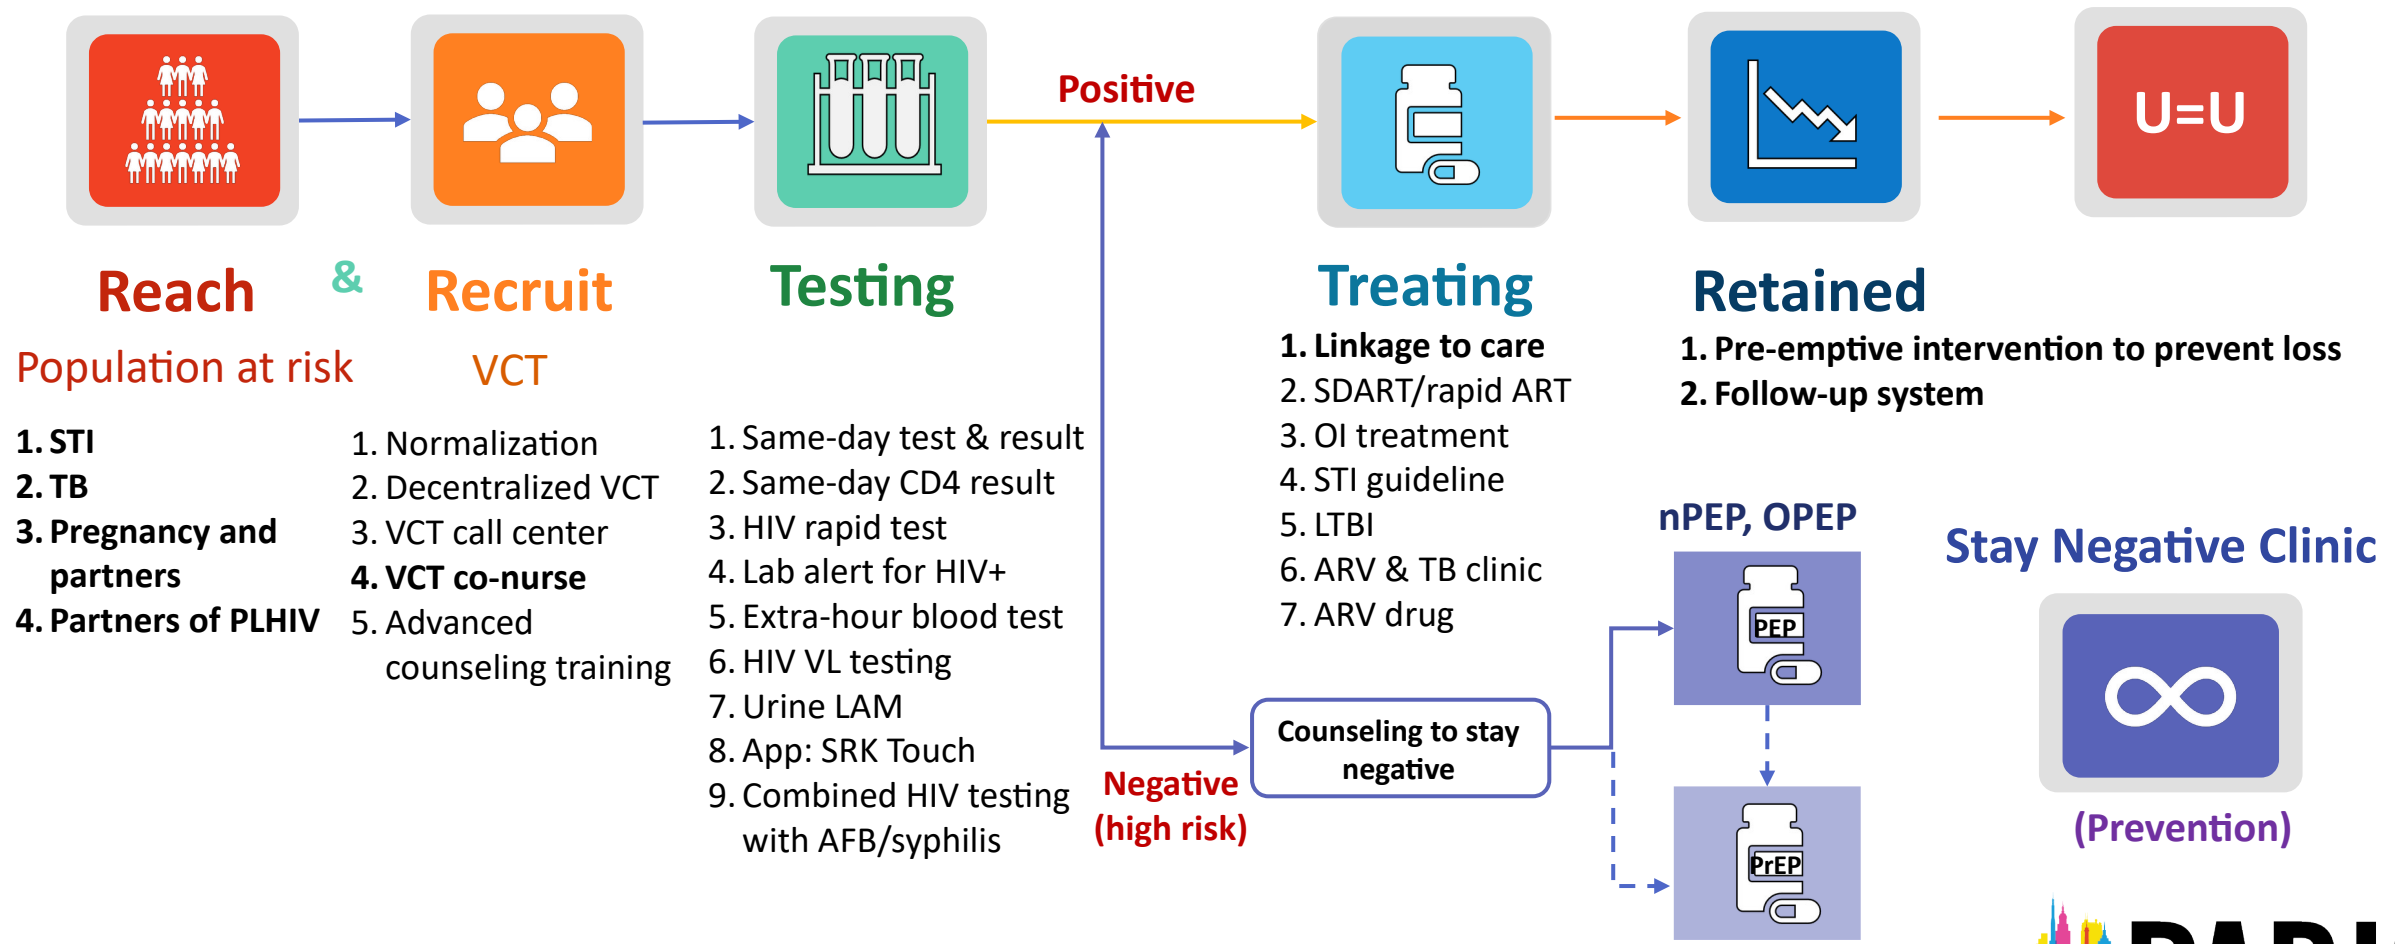 Positive
U=U
Reach
&
Recruit
Testing
Treating
Retained
Population at risk
VCT
1. STI
2. TB
3. Pregnancy and
partners
4. Partners of PLHIV
1. Normalization
2. Decentralized VCT
3. VCT call center
4. VCT co-nurse
5. Advanced
counseling training
1. Same-day test & result
2. Same-day CD4 result
3. HIV rapid test
4. Lab alert for HIV+
5. Extra-hour blood test
6. HIV VL testing
7. Urine LAM
8. App: SRK Touch
9. Combined HIV testing
with AFB/syphilis
1. Linkage to care
2. SDART/rapid ART
3. OI treatment
4. STI guideline
5. LTBI
6. ARV & TB clinic
7. ARV drug
1. Pre-emptive intervention to prevent loss
2. Follow-up system
Negative
(high risk)
Counseling to stay
negative
nPEP, OPEP
PEP
PrEP
Stay Negative Clinic
(Prevention)